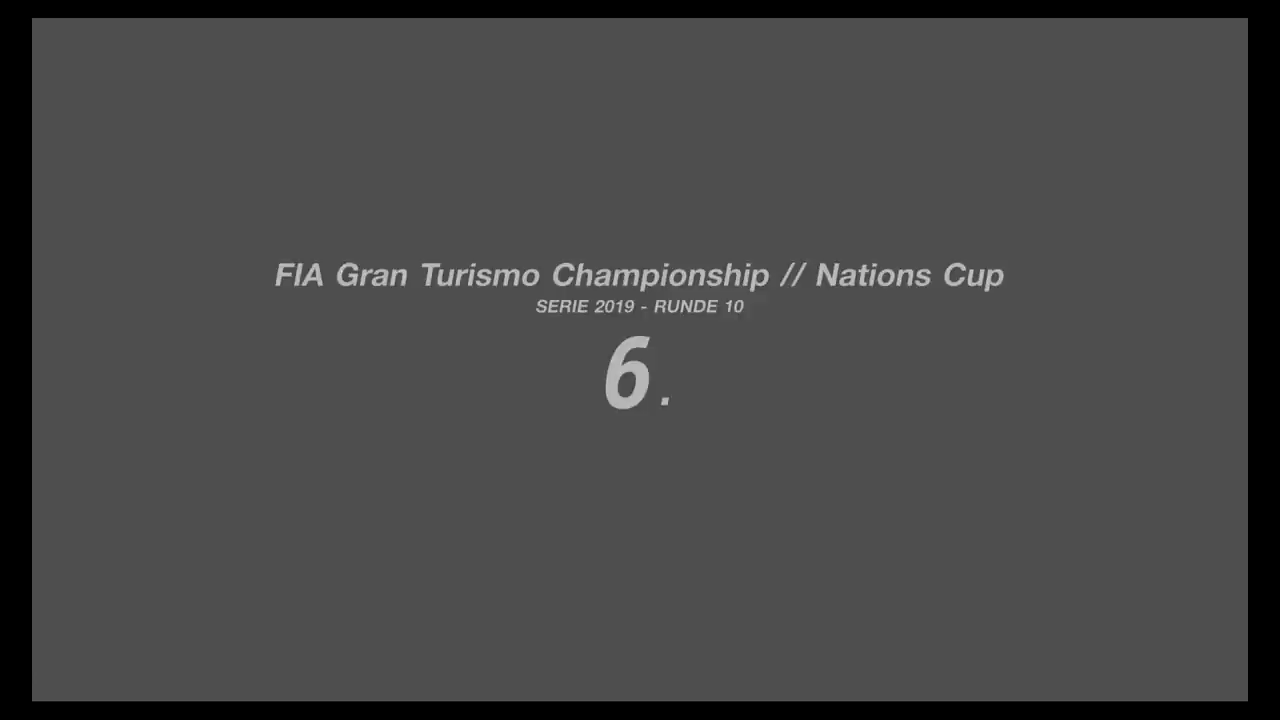 FIA Gran Turismo Championship // Nations Cup
SERIE 2019 - RUNDE 10
6.